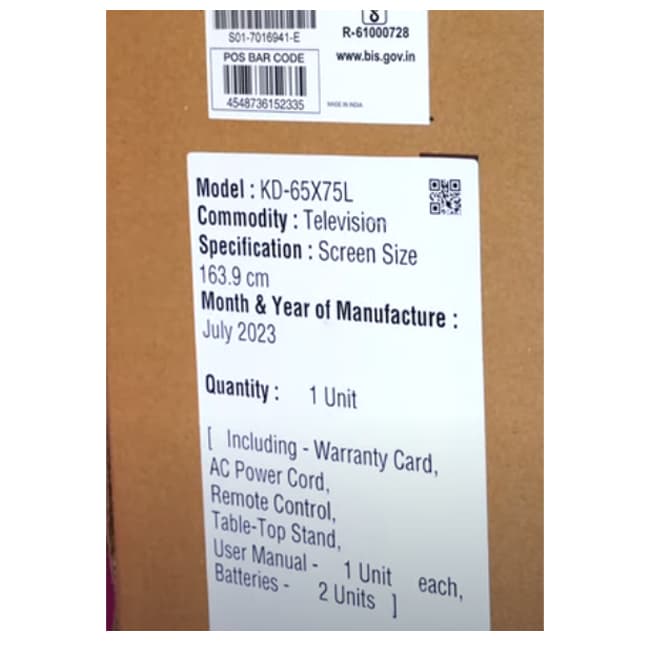 S01-7016941-E
R-61000728
www.bis.gov.in
POS BAR CODE
4548736152335
MADE IN INDIA
Model : KD-65X75L
Commodity : Television
Specification : Screen Size
163.9 cm
Month & Year of Manufacture :
July 2023
Quantity : 1 Unit
[ Including - Warranty Card,
AC Power Cord,
Remote Control,
Table-Top Stand,
User Manual - 1 Unit each,
Batteries - 2 Units ]